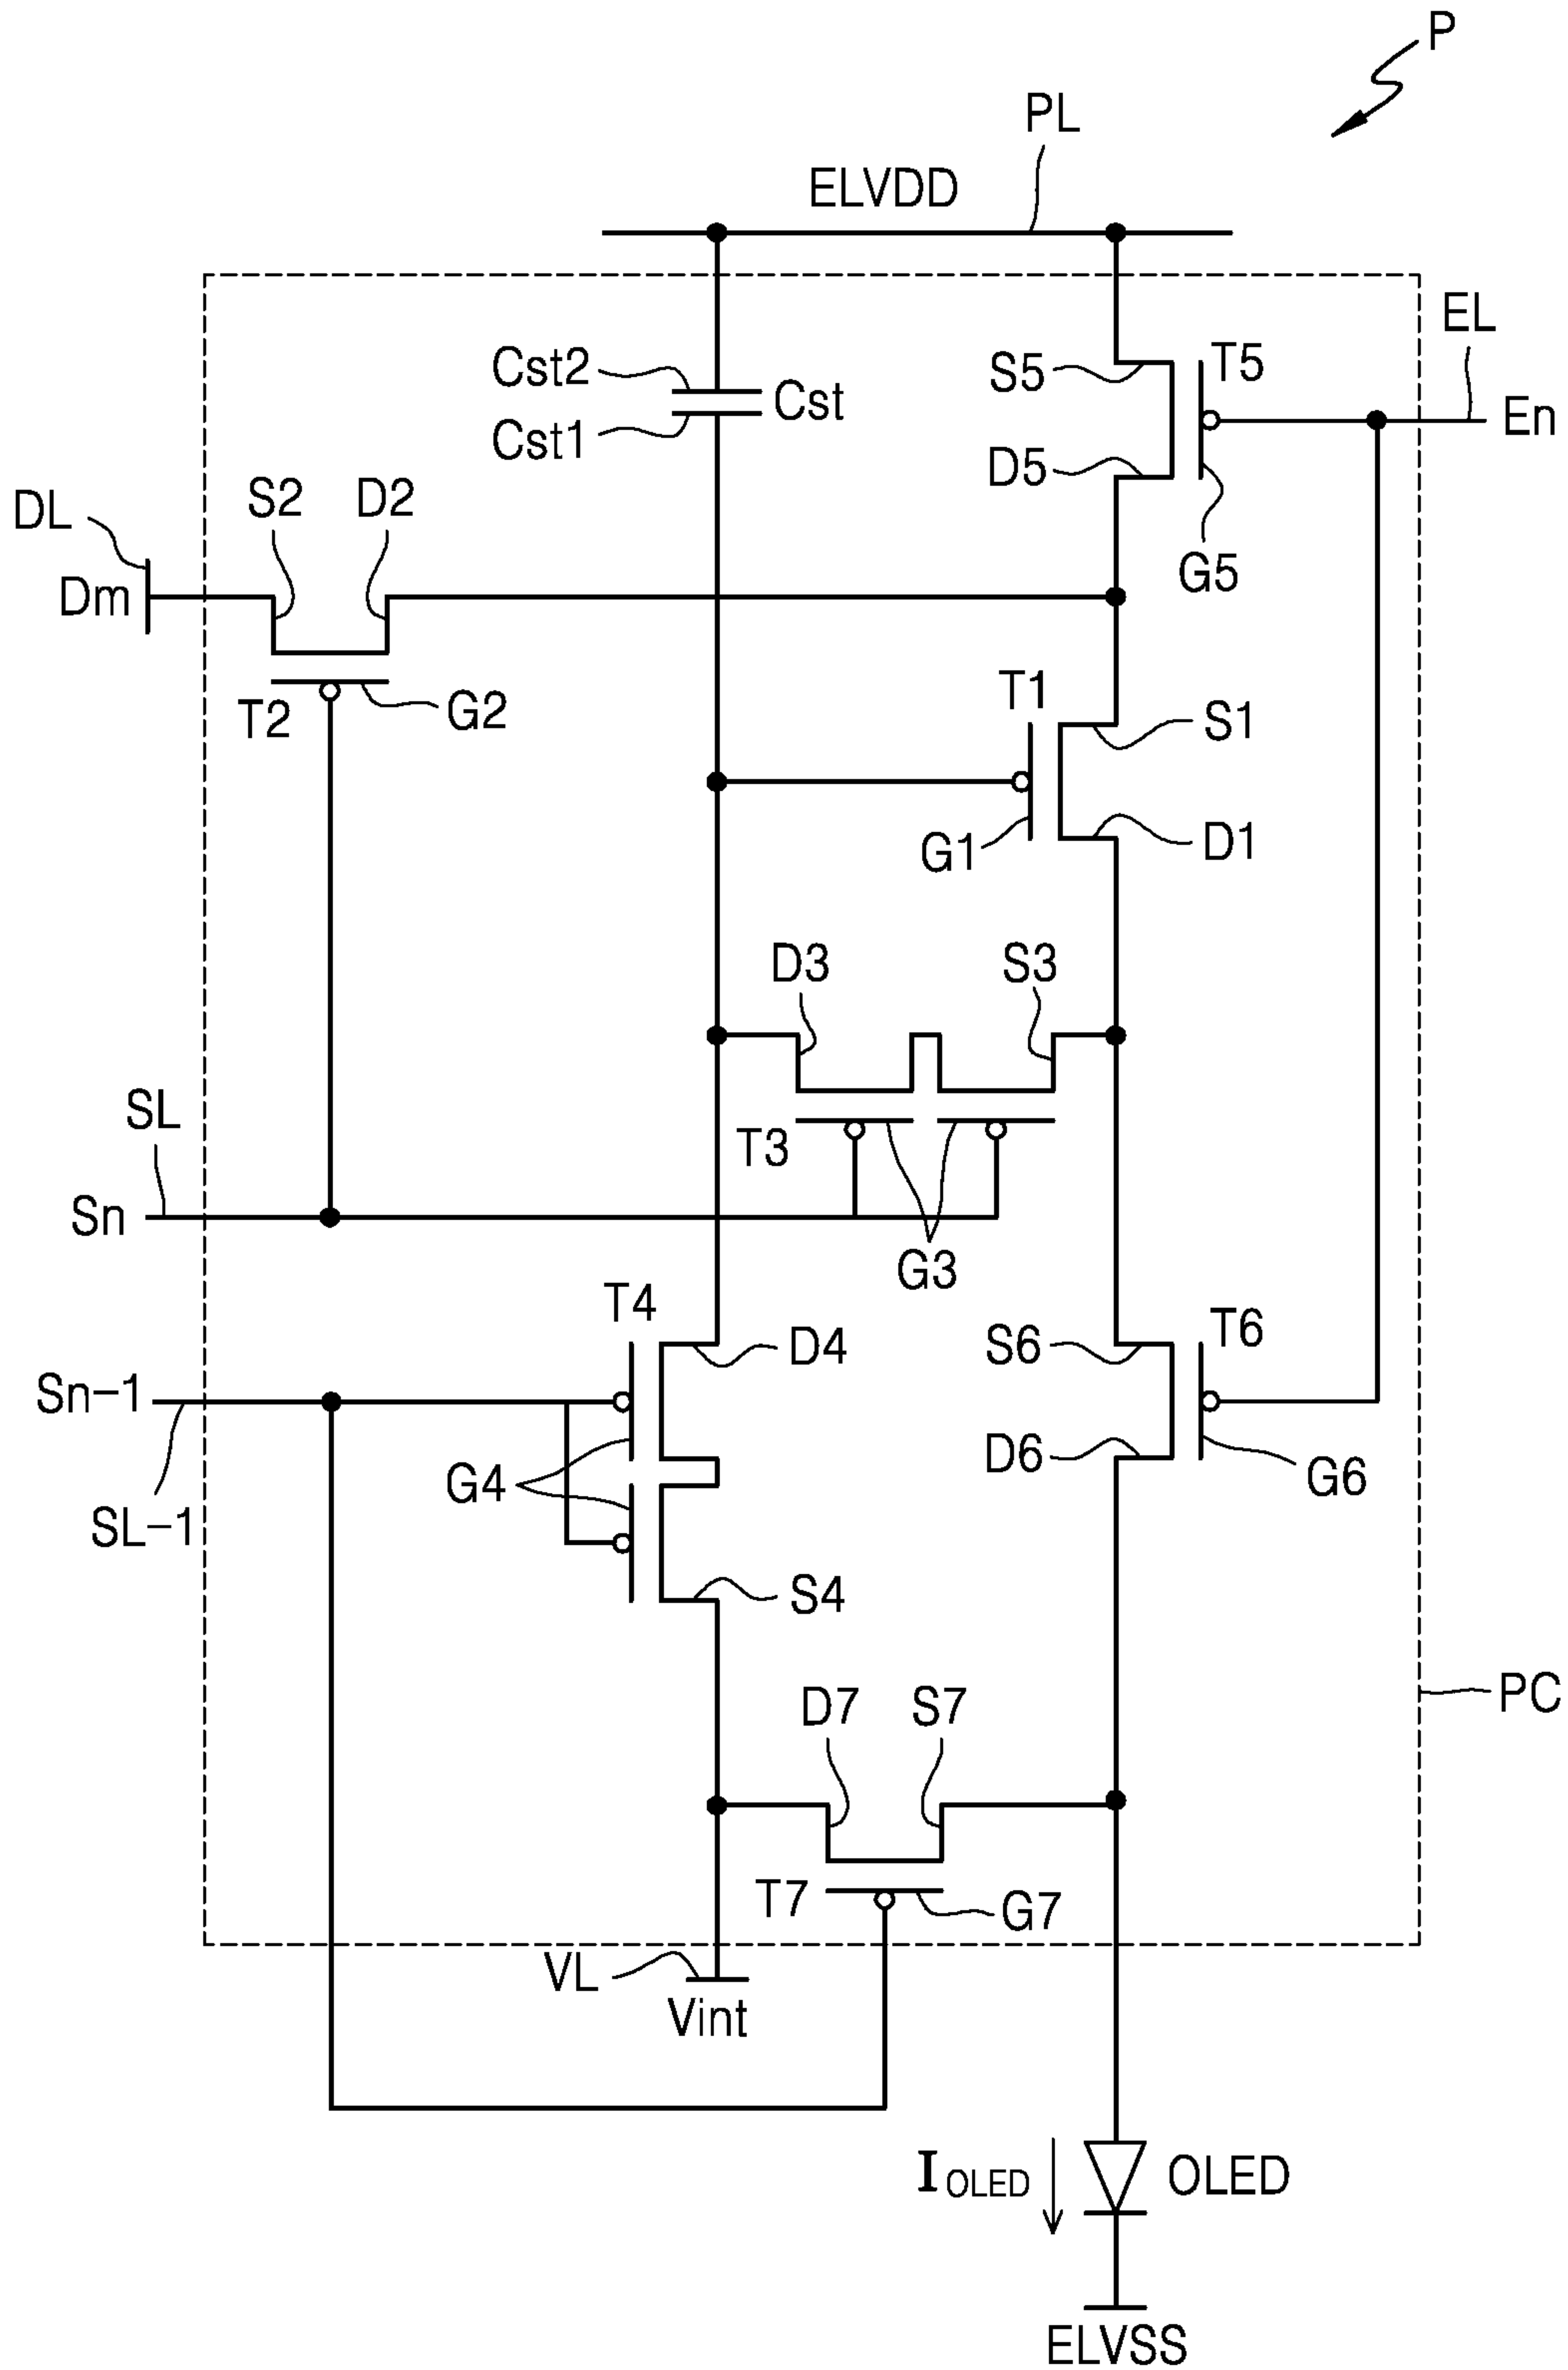 P
PL
ELVDD
EL
Cst2
Cst
Cst1
S5
T5
En
D5
G5
DL
S2
D2
Dm
T2
G2
T1
S1
G1
D1
D3
S3
SL
T3
Sn
G3
T4
D4
S6
T6
Sn-1
G4
D6
G6
SL-1
S4
D7
S7
PC
T7
G7
VL
Vint
IOLED
OLED
ELVSS